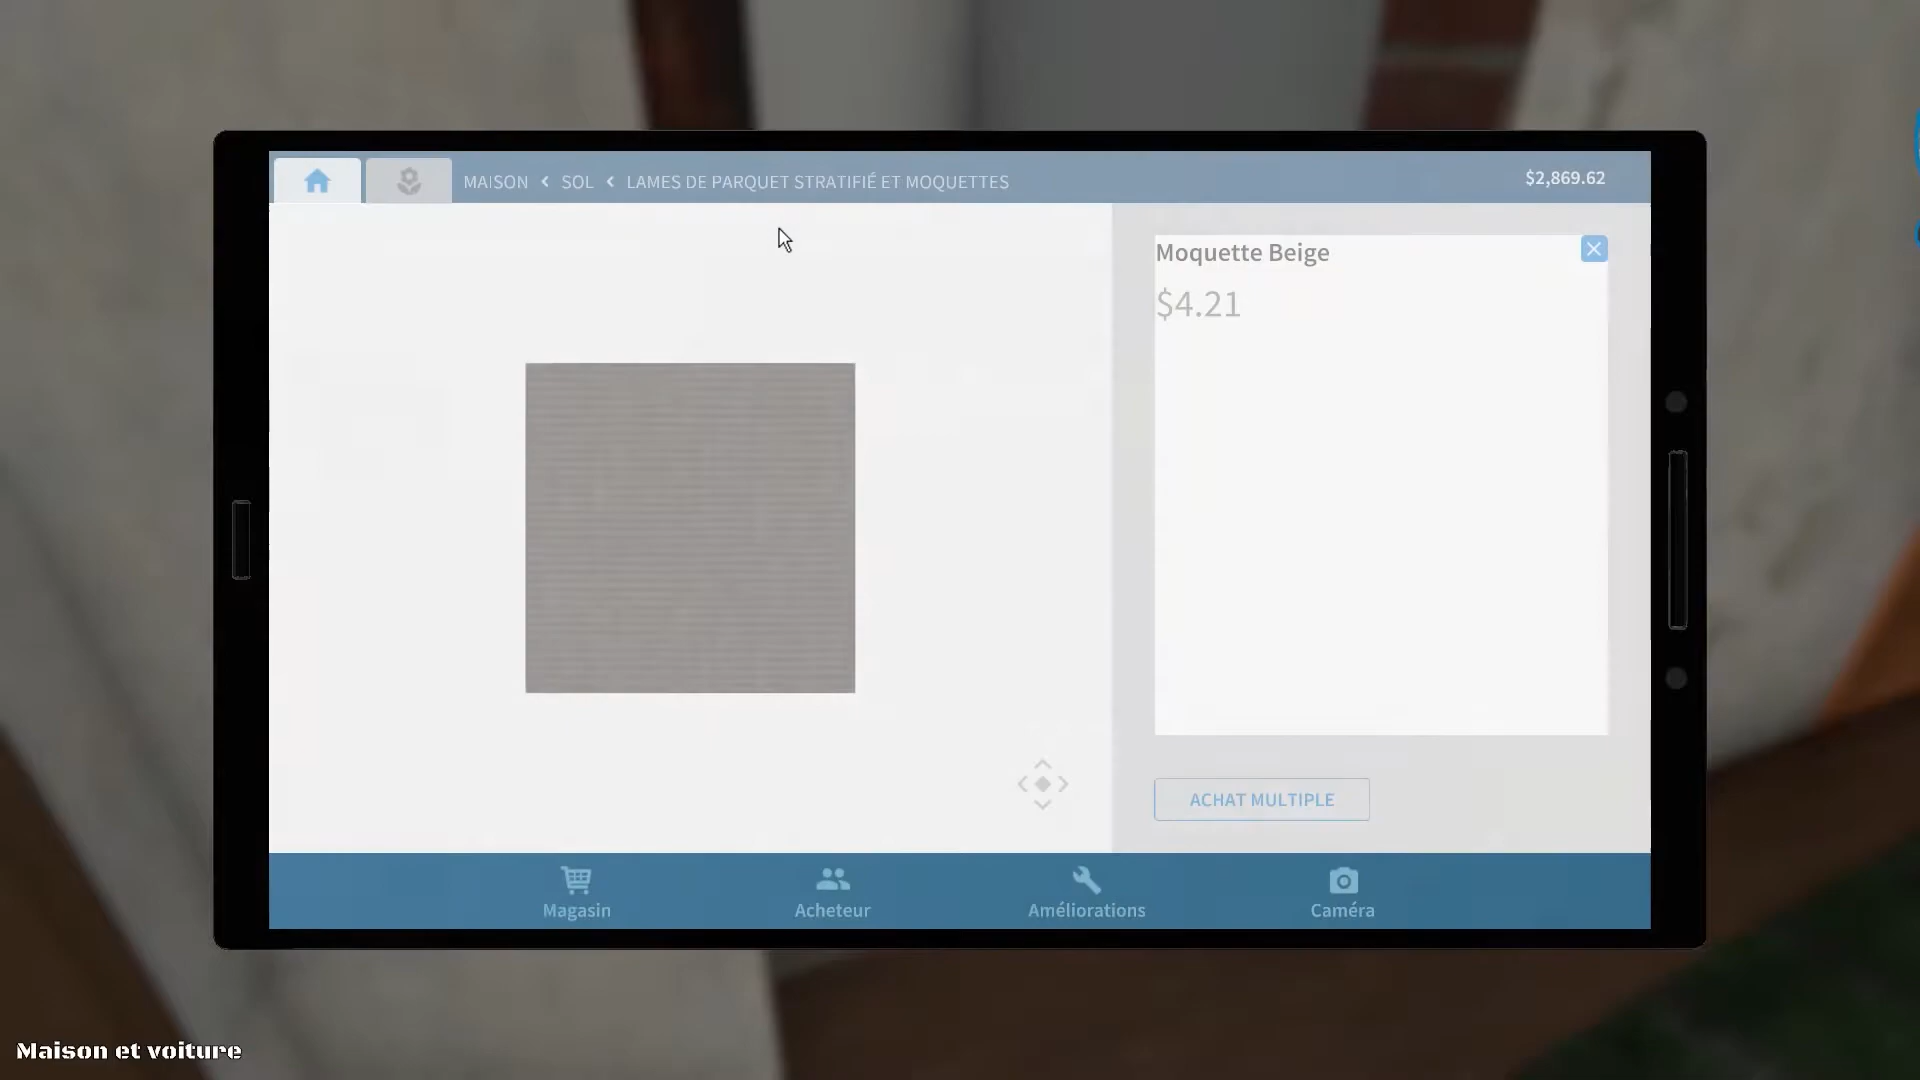 MAISON < SOL < LAMES DE PARQUET STRATIFIÉ ET MOQUETTES
$2,869.62
Moquette Beige
$4.21
ACHAT MULTIPLE
Magasin
Acheteur
Améliorations
Caméra
Maison et voiture